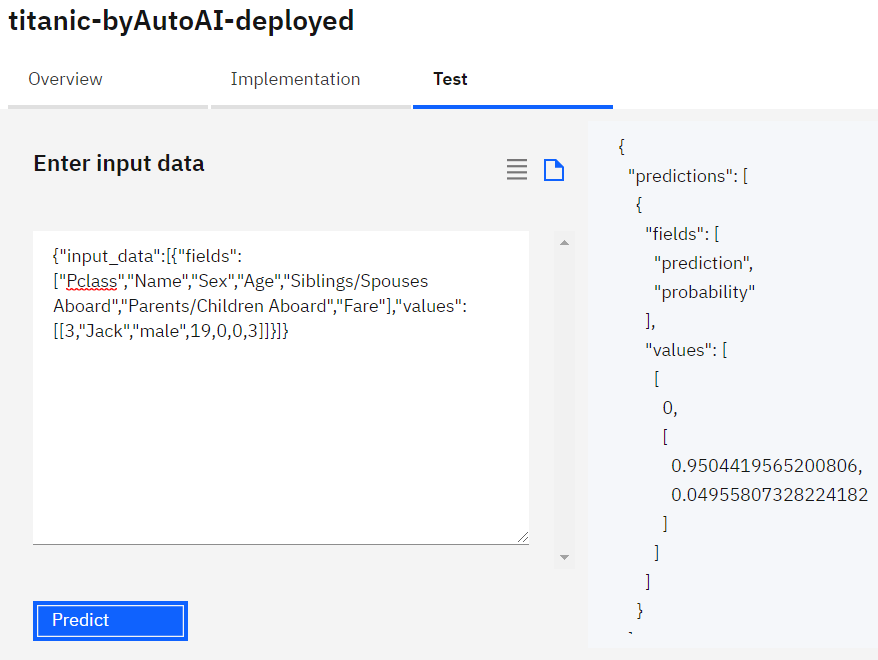 titanic-byAutoAI-deployed
Overview
Implementation
Test
Enter input data
{"input_data":[{"fields":
["Pclass","Name","Sex","Age","Siblings/Spouses
Aboard","Parents/Children Aboard","Fare"],"values":
[[3,"Jack","male",19,0,0,3]]}]}
Predict
{
"predictions": [
{
"fields": [
"prediction",
"probability"
],
"values": [
[
0,
[
0.9504419565200806,
0.04955807328224182
]
]
]
}